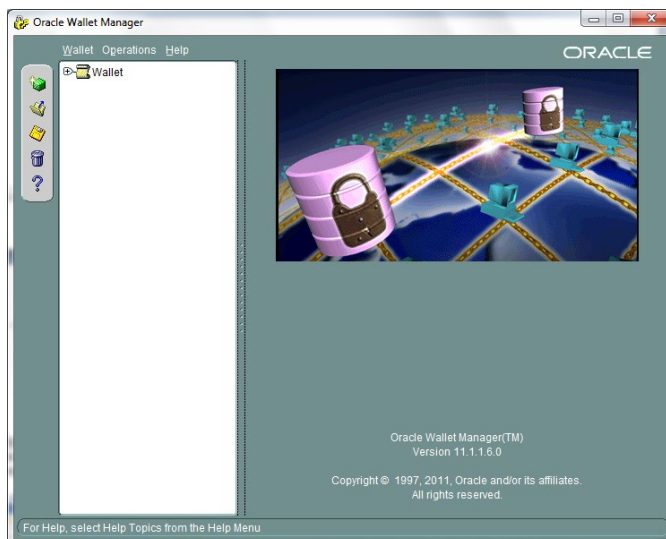 Oracle Wallet Manager
Wallet Operations Help
ORACLE
Wallet
Oracle Wallet Manager(TM)
Version 11.1.1.6.0
Copyright © 1997, 2011, Oracle and/or its affiliates.
All rights reserved.
For Help, select Help Topics from the Help Menu